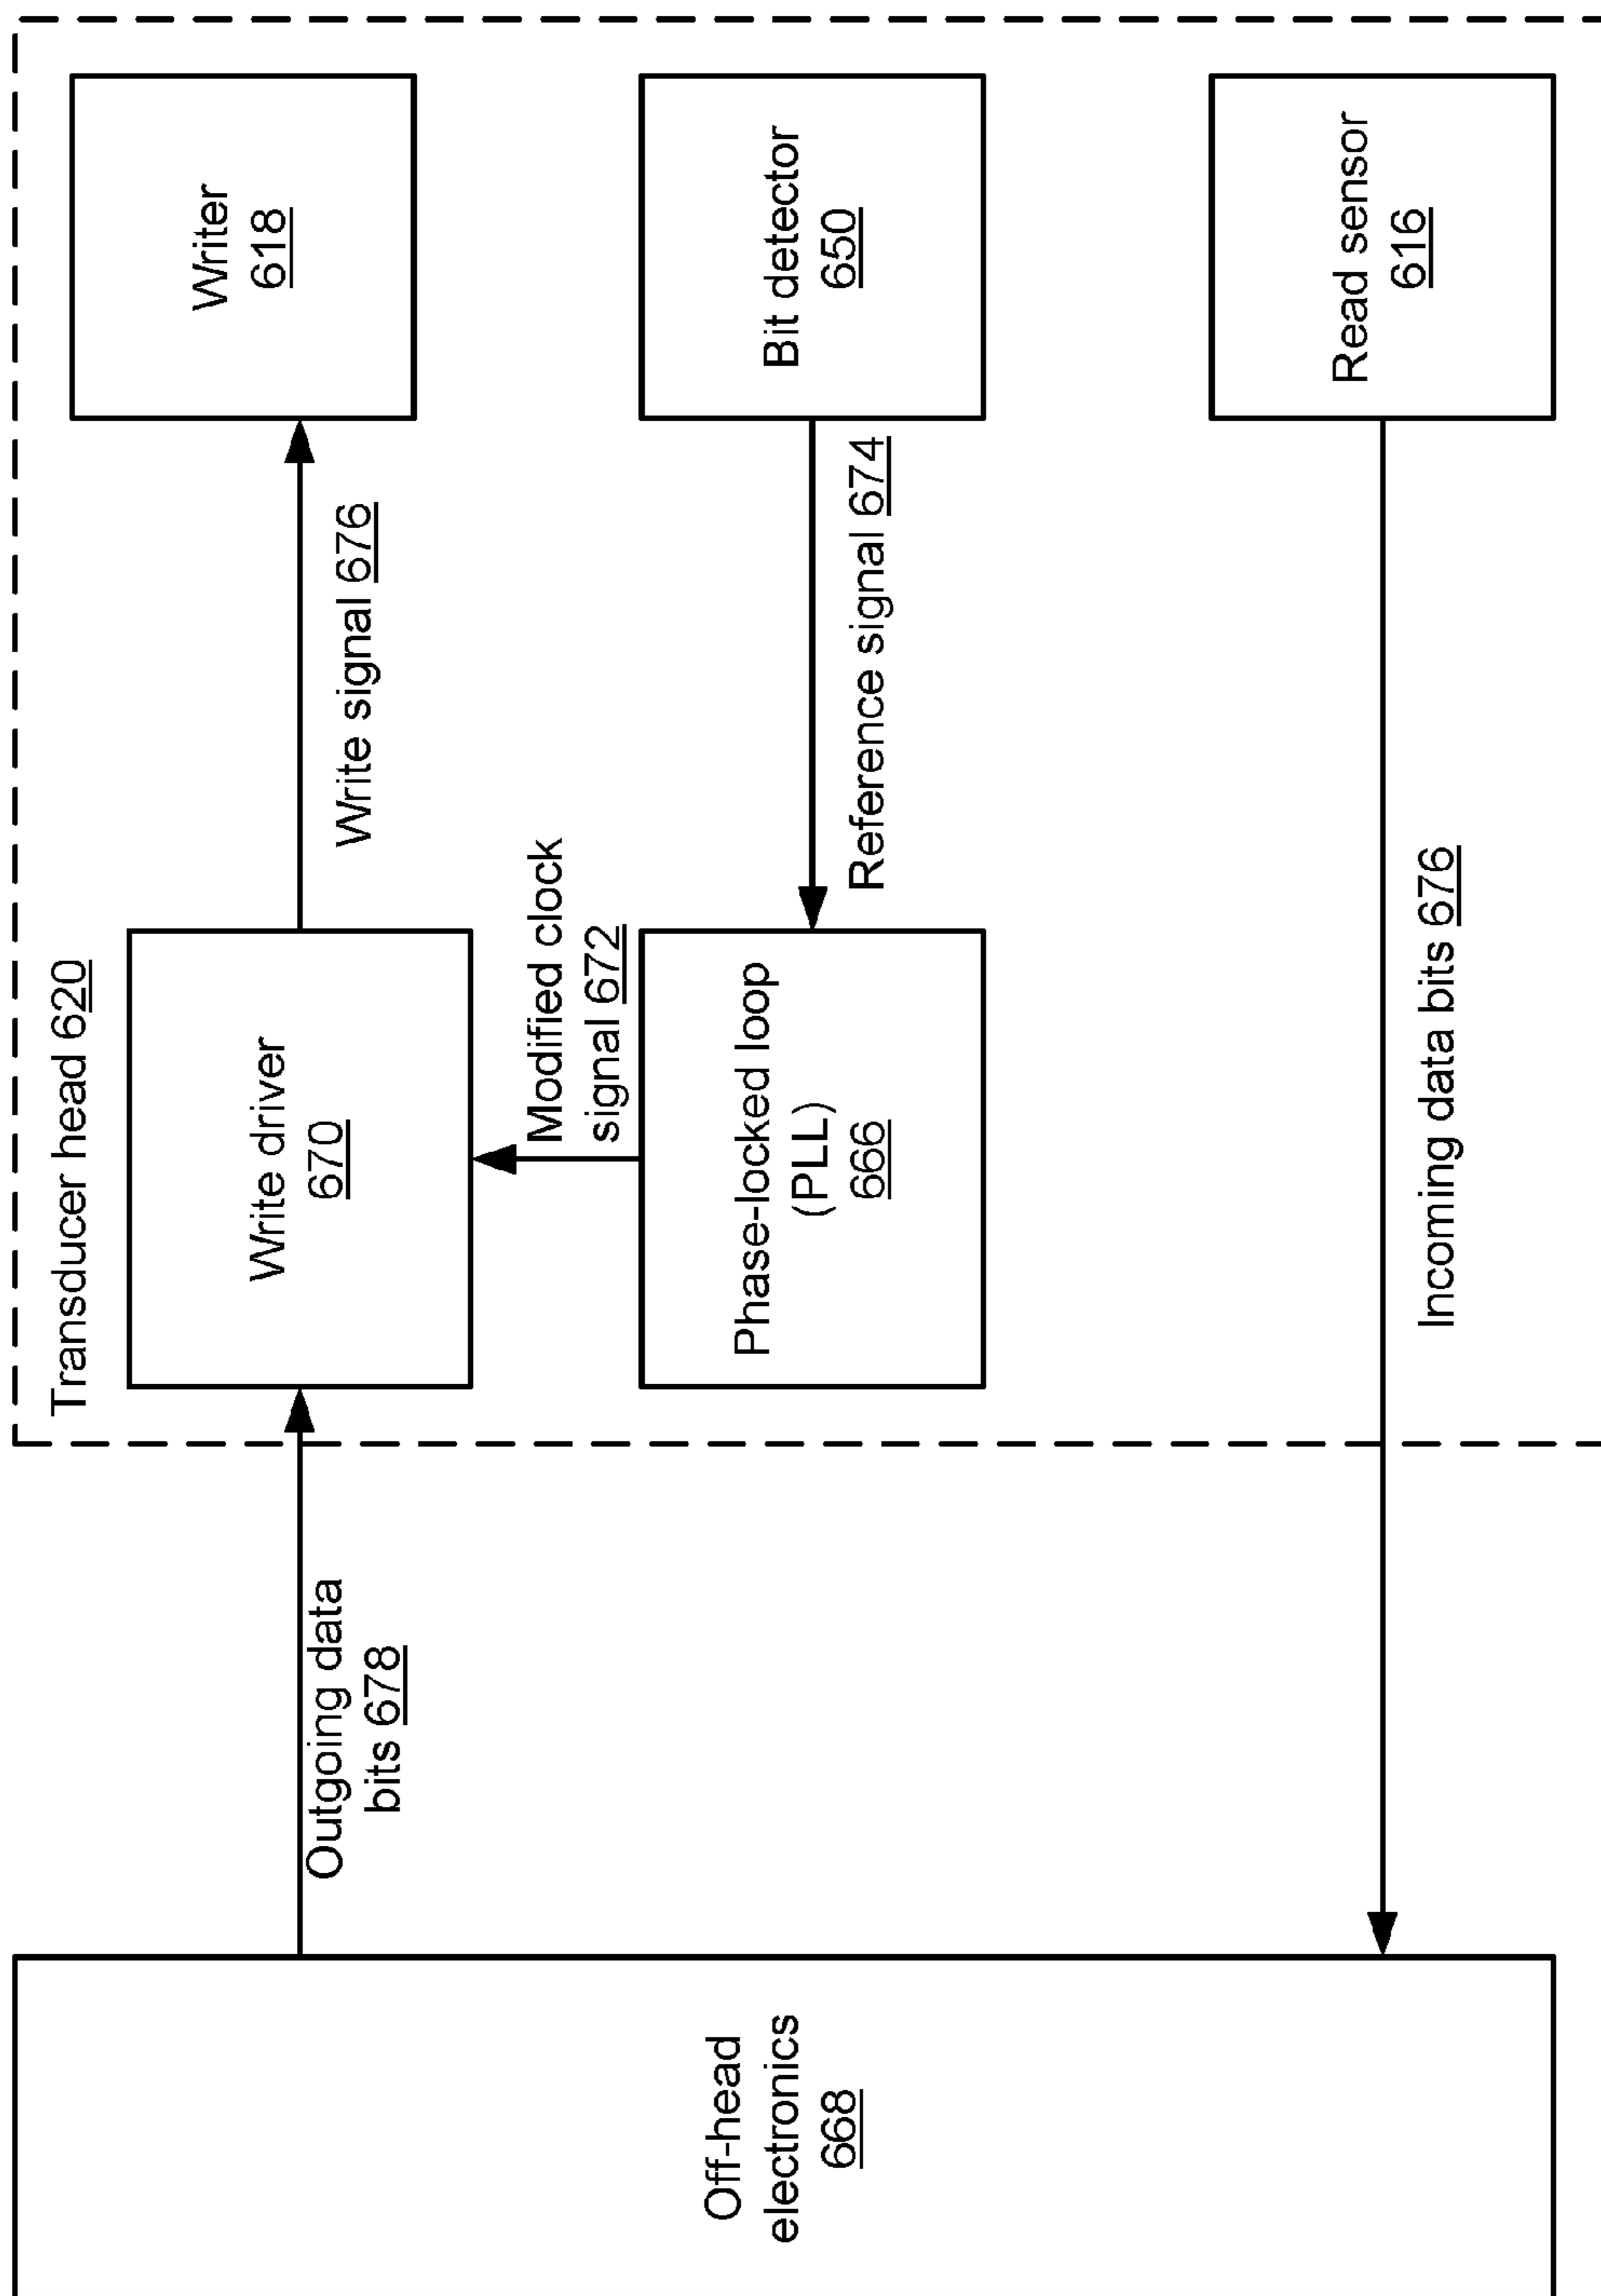 Transducer head 620
Write driver
670
Write signal 676
Writer
618
Outgoing data
bits 678
Modified clock
signal 672
Off-head
electronics
668
Phase-locked loop
(PLL)
666
Reference signal 674
Bit detector
650
Incoming data bits 676
Read sensor
616